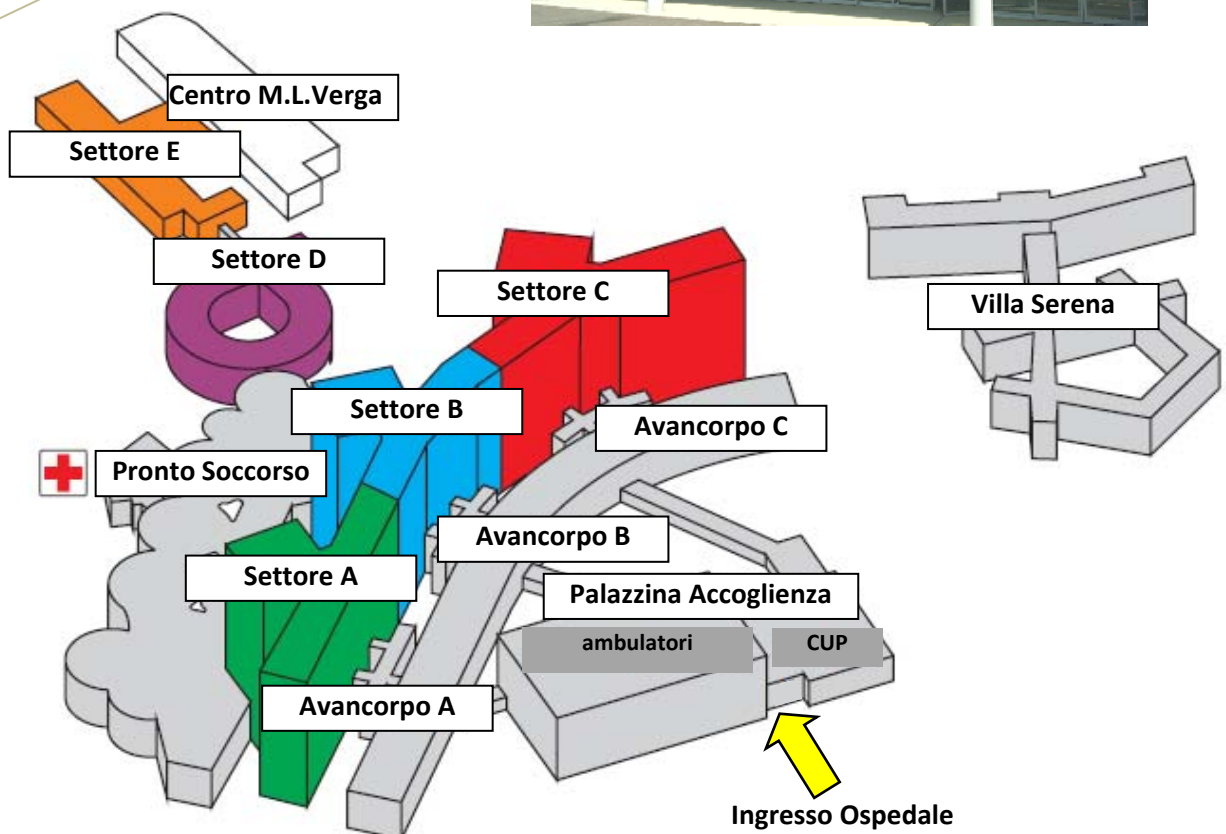 Centro M.L.Verga
Settore E
Settore D
Settore C
Villa Serena
Settore B
Avancorpo C
Pronto Soccorso
Avancorpo B
Settore A
Palazzina Accoglienza
ambulatori
CUP
Avancorpo A
Ingresso Ospedale